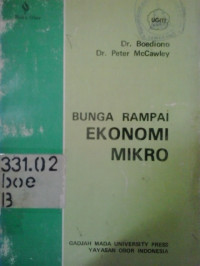 Dr. Boediono
Dr. Peter McCawley
BUNGA RAMPAI
EKONOMI
MIKRO
331.02
boe
B
GADJAH MADA UNIVERSITY PRESS
YAYASAN OBOR INDONESIA